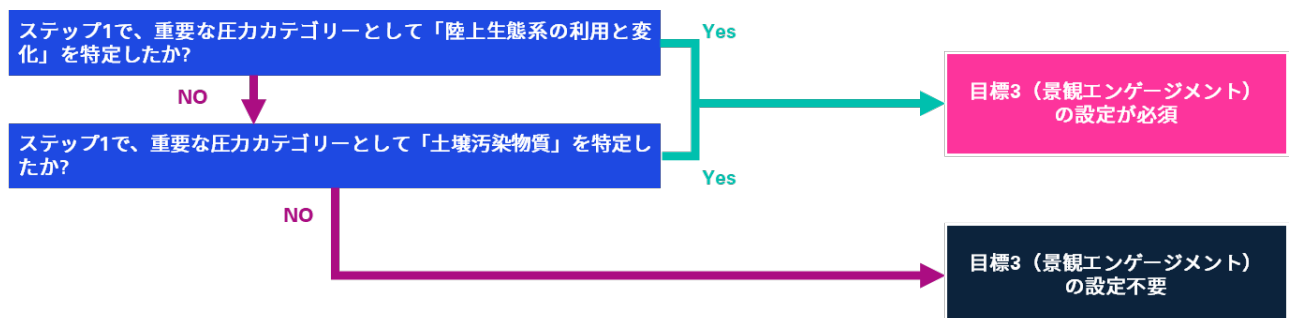 ステップ1で、重要な圧力カテゴリーとして「陸上生態系の利用と変
化」を特定したか?
Yes
NO
目標3（景観エンゲージメント）
の設定が必須
ステップ1で、重要な圧力カテゴリーとして「土壌汚染物質」を特定し
たか?
Yes
NO
目標3（景観エンゲージメント）
の設定不要